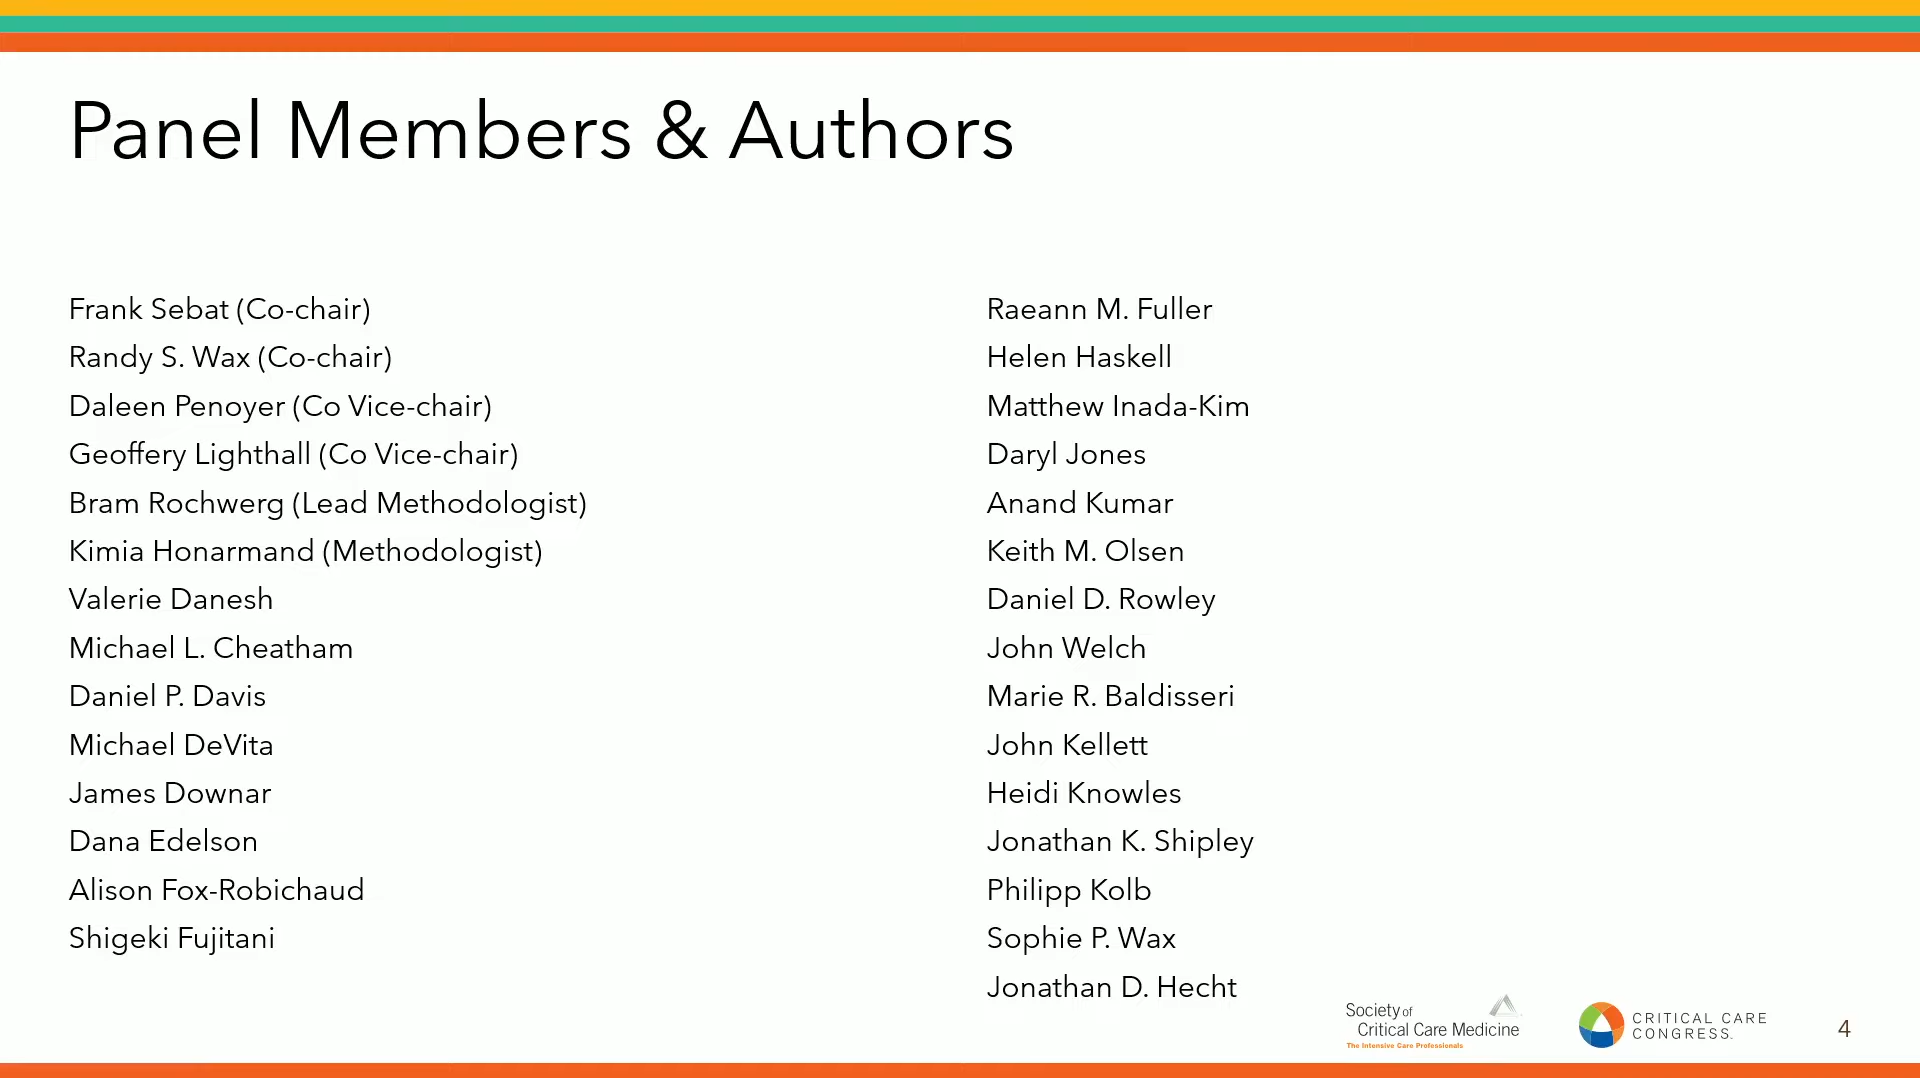 Panel Members & Authors
Frank Sebat (Co-chair)
Randy S. Wax (Co-chair)
Daleen Penoyer (Co Vice-chair)
Geoffery Lighthall (Co Vice-chair)
Bram Rochwerg (Lead Methodologist)
Kimia Honarmand (Methodologist)
Valerie Danesh
Michael L. Cheatham
Daniel P. Davis
Michael DeVita
James Downar
Dana Edelson
Alison Fox-Robichaud
Shigeki Fujitani
Raeann M. Fuller
Helen Haskell
Matthew Inada-Kim
Daryl Jones
Anand Kumar
Keith M. Olsen
Daniel D. Rowley
John Welch
Marie R. Baldisseri
John Kellett
Heidi Knowles
Jonathan K. Shipley
Philipp Kolb
Sophie P. Wax
Jonathan D. Hecht
Society of
Critical Care Medicine
The Intensive Care Professionals
CRITICAL CARE
CONGRESS.
4